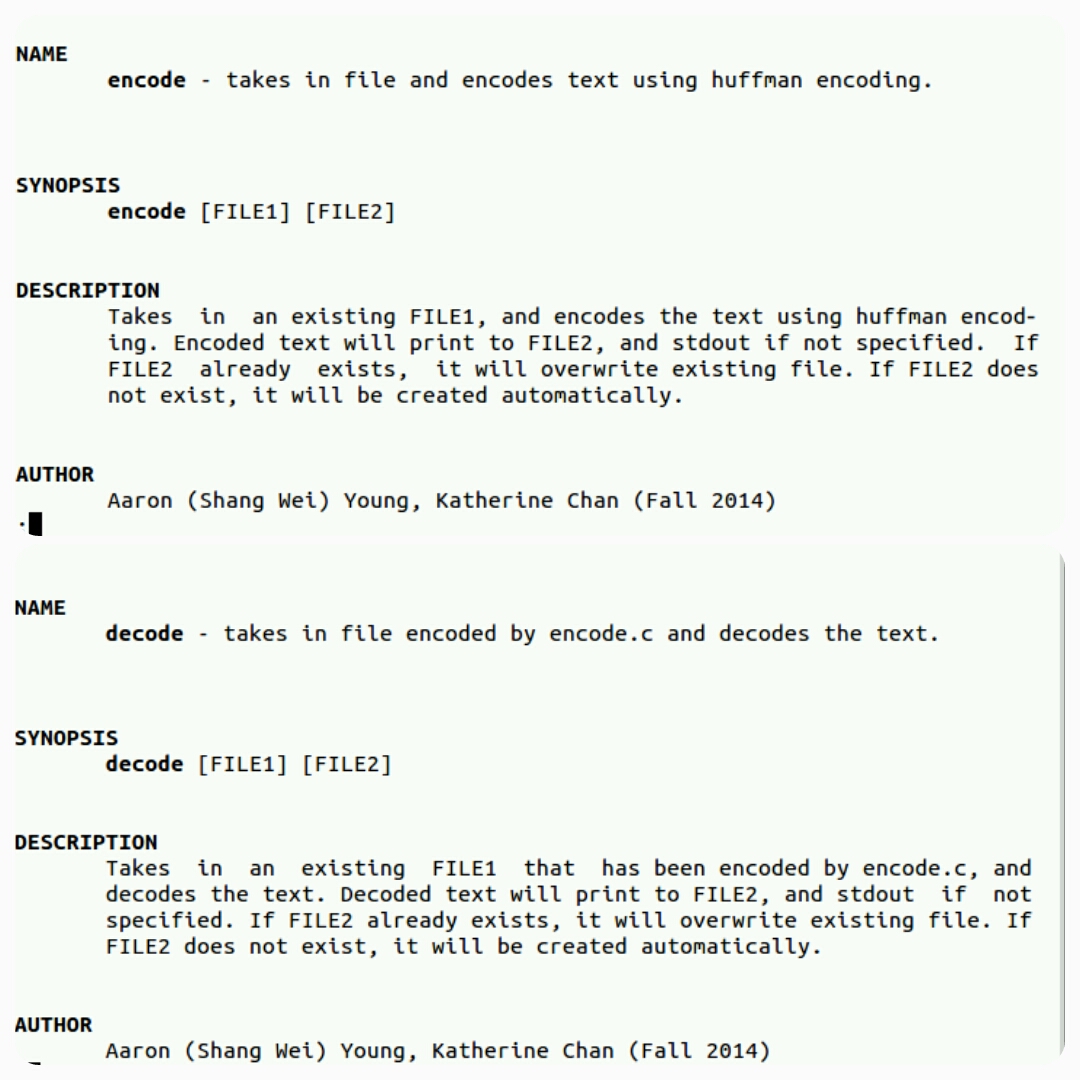 NAME
encode - takes in file and encodes text using huffman encoding.
SYNOPSIS
encode [FILE1] [FILE2]
DESCRIPTION
Takes in an existing FILE1, and encodes the text using huffman encod-
ing. Encoded text will print to FILE2, and stdout if not specified. If
FILE2 already exists, it will overwrite existing file. If FILE2 does
not exist, it will be created automatically.
AUTHOR
Aaron (Shang Wei) Young, Katherine Chan (Fall 2014)
NAME
decode - takes in file encoded by encode.c and decodes the text.
SYNOPSIS
decode [FILE1] [FILE2]
DESCRIPTION
Takes in an existing FILE1 that has been encoded by encode.c, and
decodes the text. Decoded text will print to FILE2, and stdout if not
specified. If FILE2 already exists, it will overwrite existing file. If
FILE2 does not exist, it will be created automatically.
AUTHOR
Aaron (Shang Wei) Young, Katherine Chan (Fall 2014)